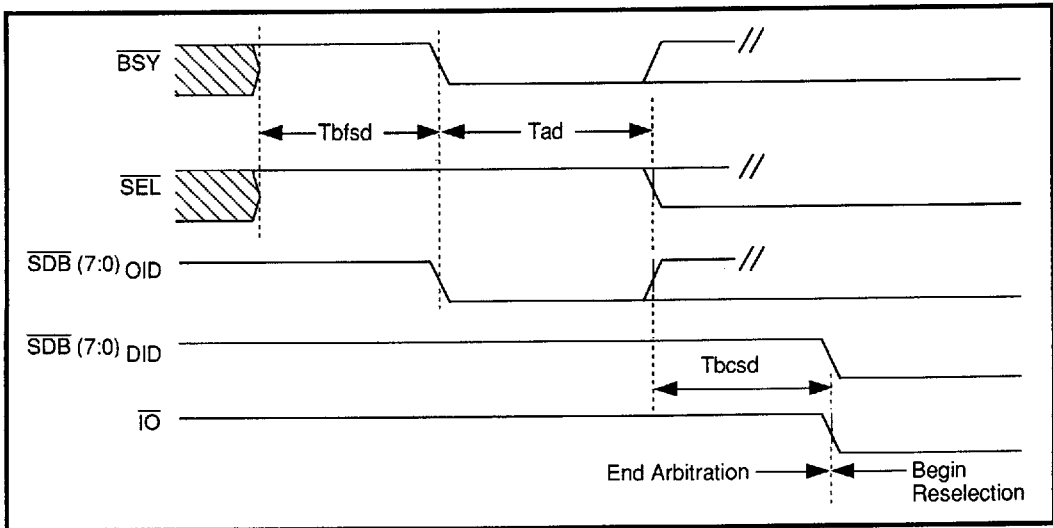 BSY
Tbfsd
Tad
SEL
SDB (7:0) OID
SDB (7:0) DID
Tbcsd
IO
End Arbitration
Begin
Reselection